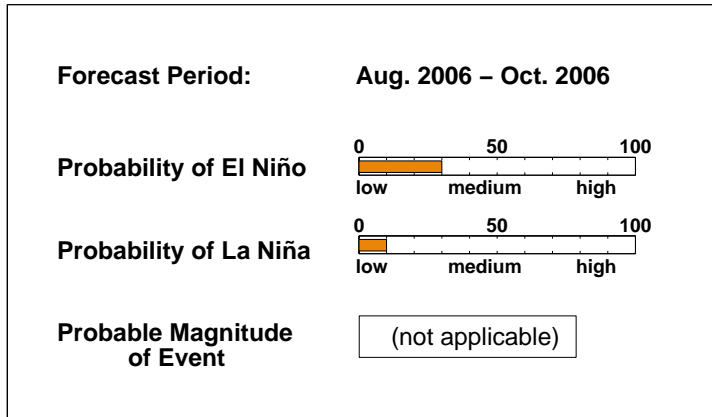 Forecast Period: Aug. 2006 – Oct. 2006
0 50 100
Probability of El Niño
low medium high
0 50 100
Probability of La Niña
low medium high
Probable Magnitude
of Event
(not applicable)